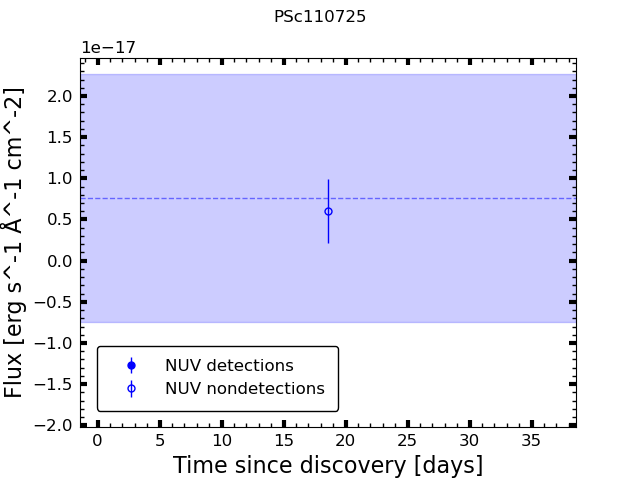 PSc110725
1e−17
Flux [erg s^-1 Å^-1 cm^-2]
2.0
1.5
1.0
0.5
0.0
−0.5
−1.0
−1.5
−2.0
NUV detections
NUV nondetections
0 5 10 15 20 25 30 35
Time since discovery [days]